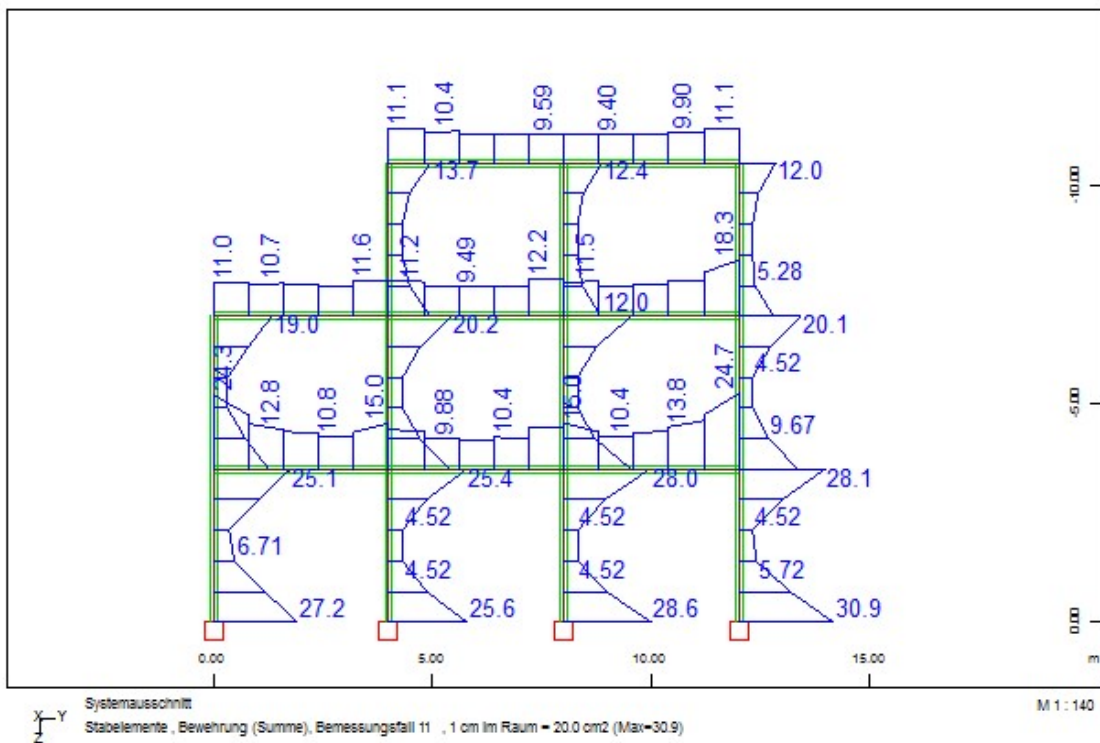 11.1 10.4 9.59 9.40 9.90 11.1
13.7 12.4 12.0
-10.00
11.0 10.7 11.6 11.2 9.49 12.2 11.5 18.3
5.28
12.0
19.0 20.2 20.1
24.3 12.8 10.8 15.0 9.88 10.4 15.0 10.4 13.8 24.7
4.52
-5.00
9.67
25.1 25.4 28.0 28.1
4.52 4.52 4.52
6.71
4.52 4.52 5.72
27.2 25.6 28.6 30.9
0.00
0.00 5.00 10.00 15.00 m
X Y Z
Systemausschnitt
M 1 : 140
Stabelemente , Bewehrung (Summe), Bemessungsfall 11 , 1 cm im Raum = 20.0 cm2 (Max=30.9)